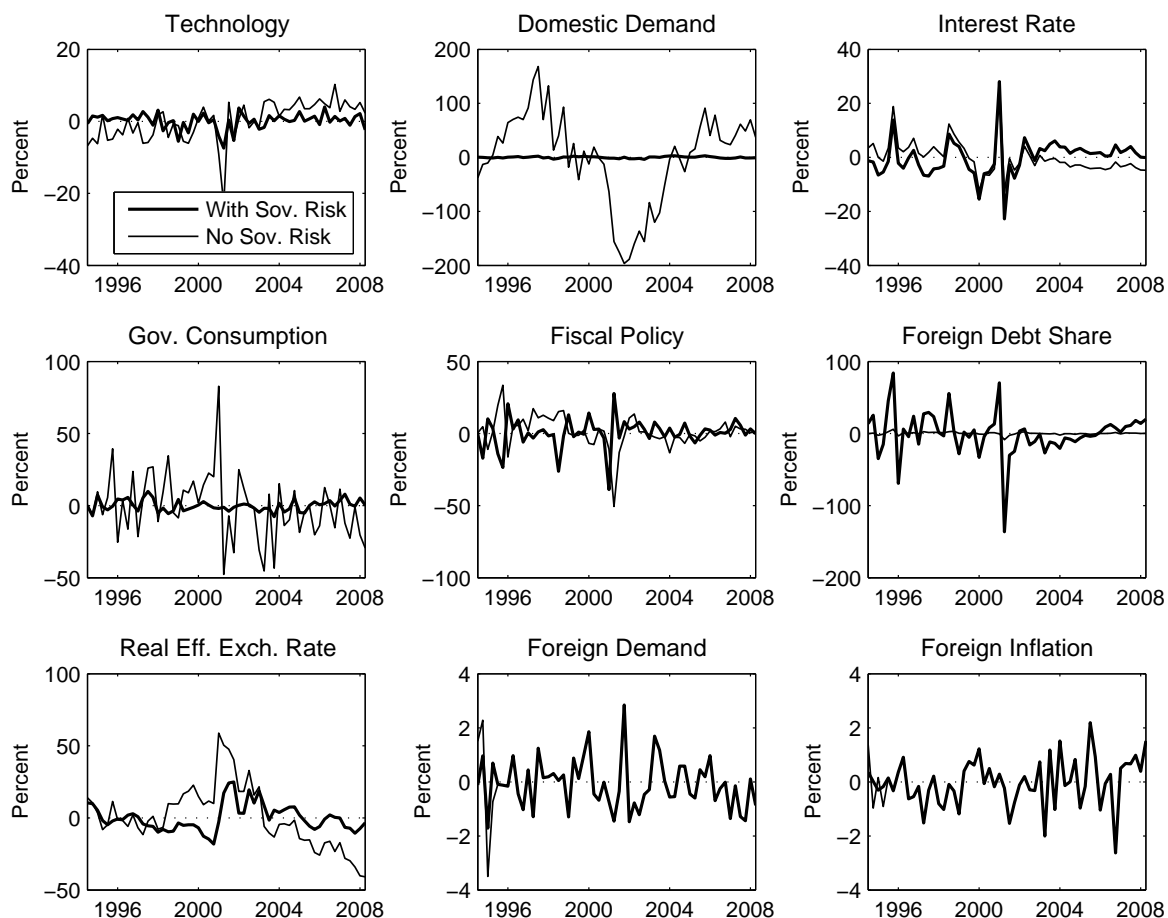 Technology
Domestic Demand
Interest Rate
20
0
−20
−40
Percent
With Sov. Risk
No Sov. Risk
1996 2000 2004 2008
200
100
0
−100
−200
Percent
1996 2000 2004 2008
40
20
0
−20
−40
Percent
1996 2000 2004 2008
Gov. Consumption
Fiscal Policy
Foreign Debt Share
100
50
0
−50
Percent
1996 2000 2004 2008
50
0
−50
−100
Percent
1996 2000 2004 2008
100
0
−100
−200
Percent
1996 2000 2004 2008
Real Eff. Exch. Rate
Foreign Demand
Foreign Inflation
100
50
0
−50
Percent
1996 2000 2004 2008
4
2
0
−2
−4
Percent
1996 2000 2004 2008
4
2
0
−2
−4
Percent
1996 2000 2004 2008